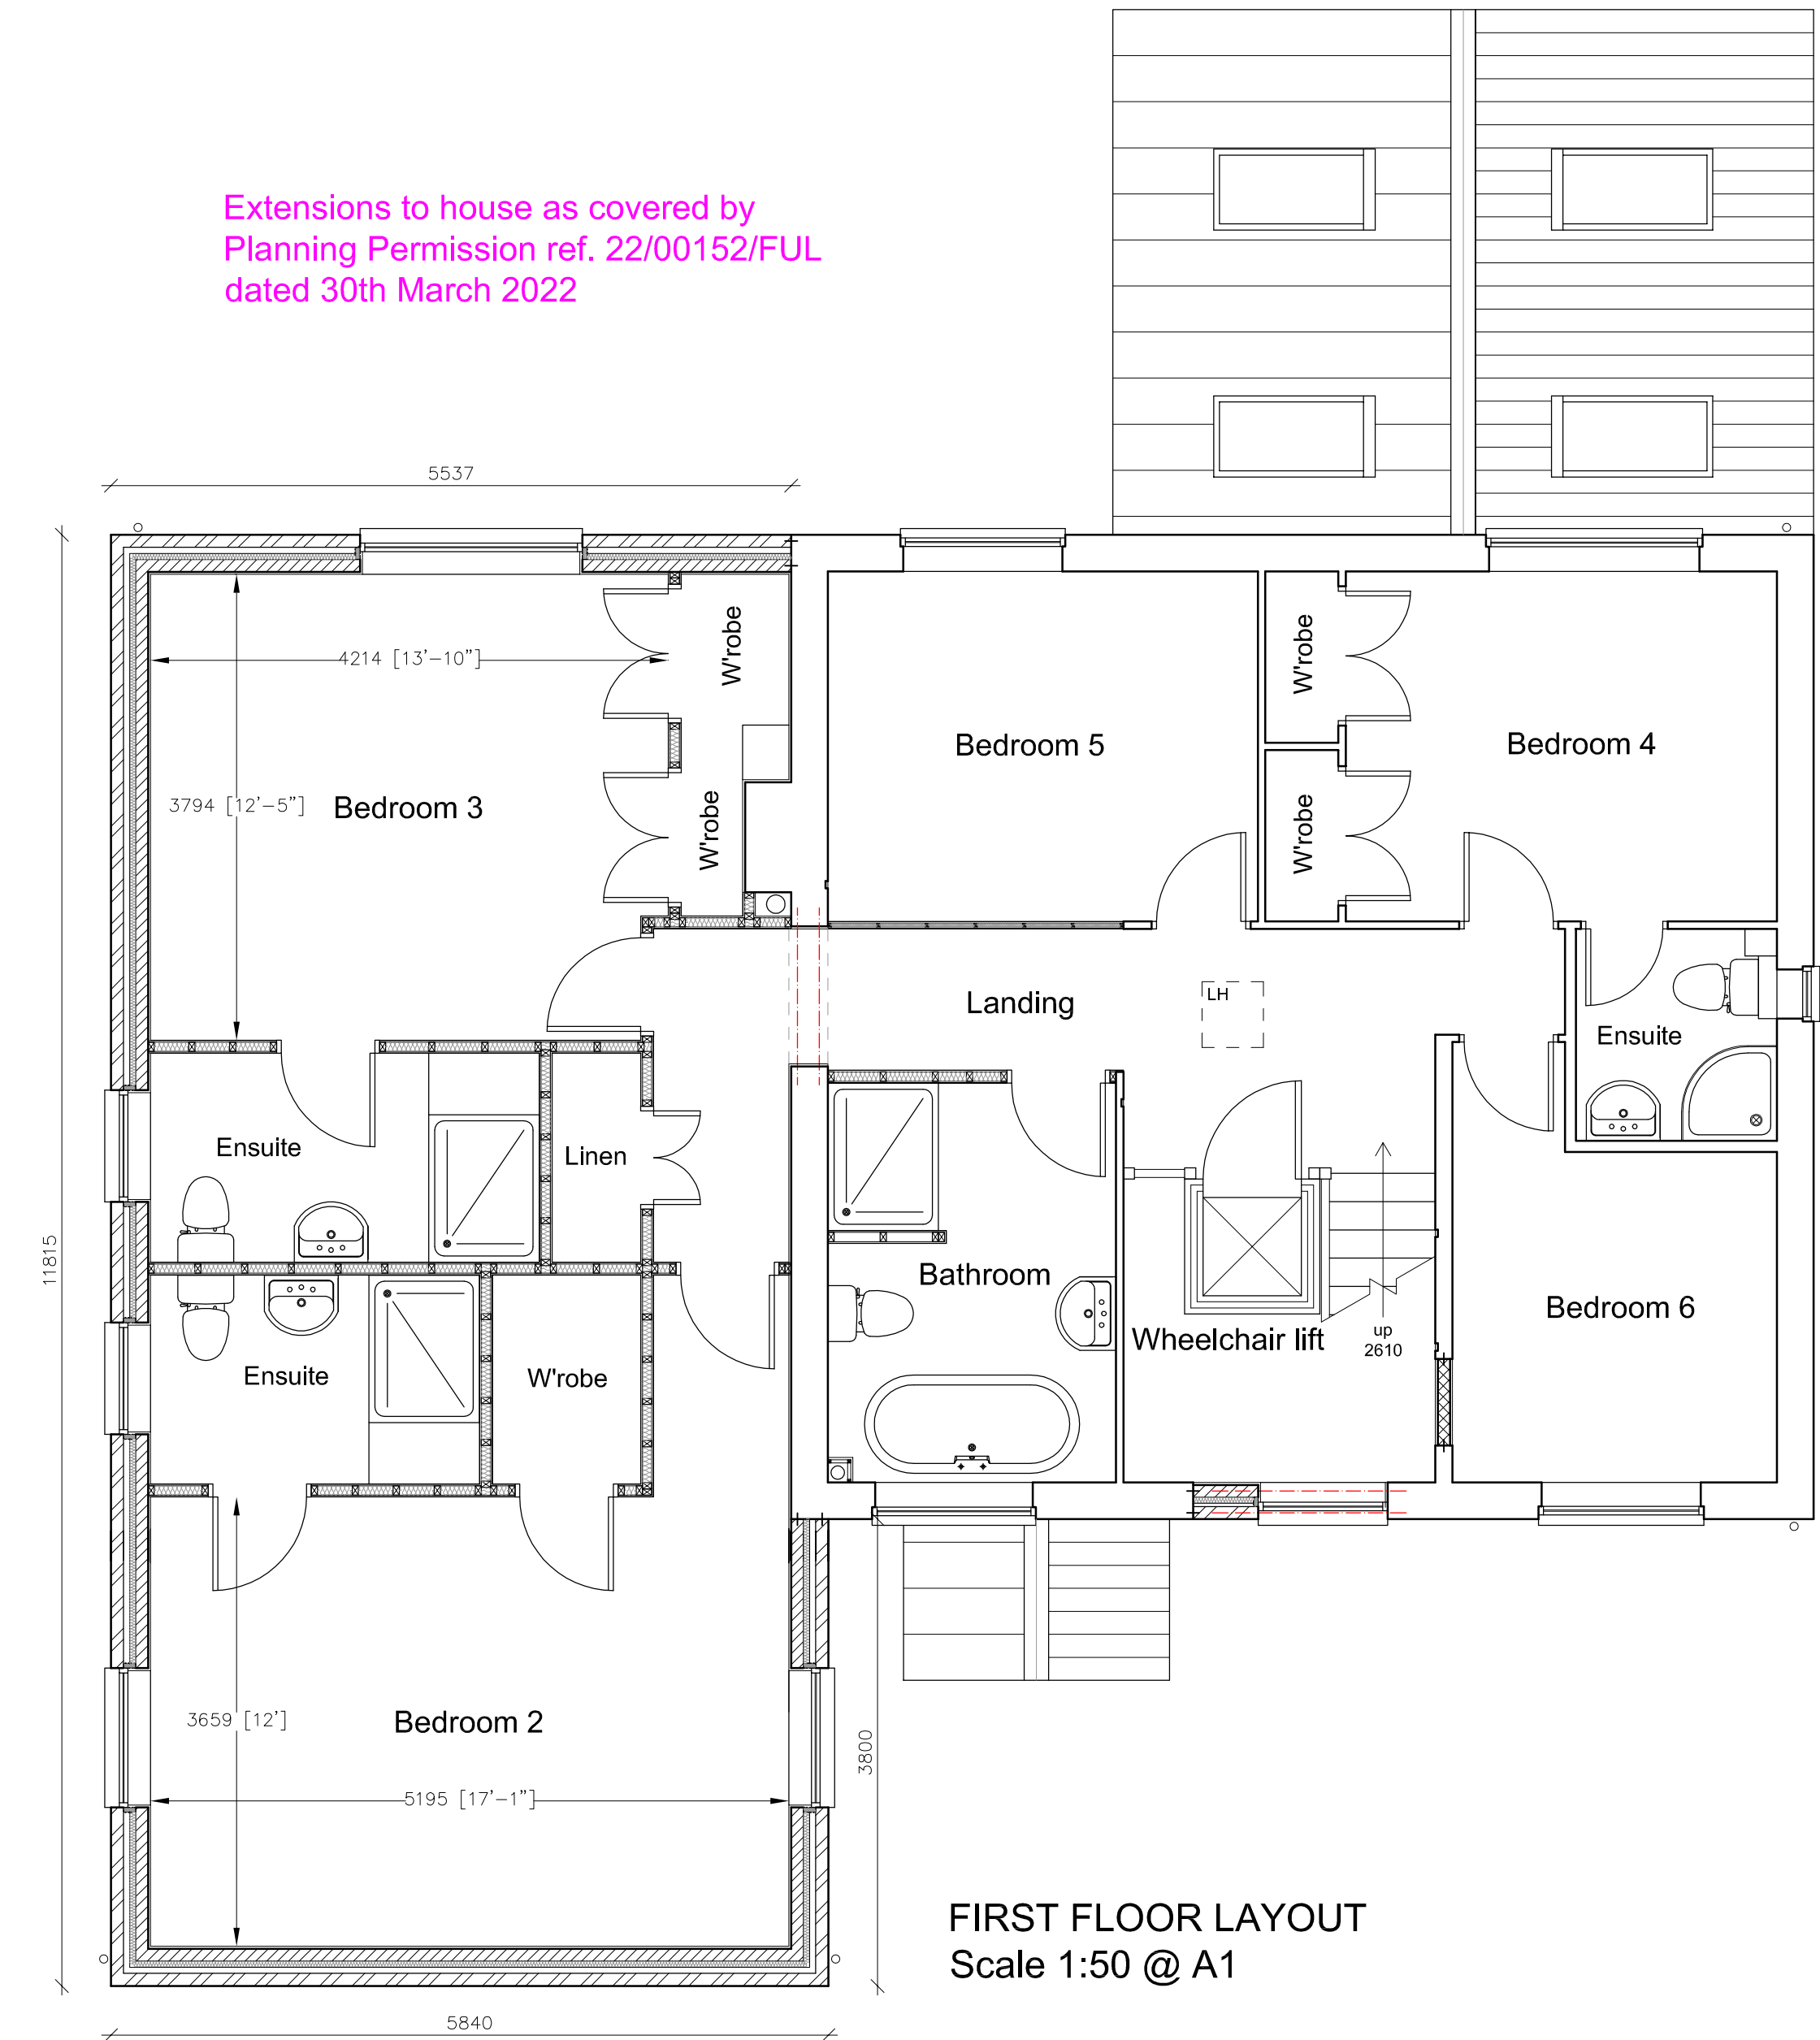 Extensions to house as covered by
Planning Permission ref. 22/00152/FUL
dated 30th March 2022
5537
W'robe
W'robe
4214 [13'-10"]
Bedroom 5
Bedroom 4
3794 [12'-5"]
Bedroom 3
W'robe
W'robe
LH
Landing
Ensuite
Ensuite
Linen
11815
Bathroom
Bedroom 6
up
2610
Wheelchair lift
Ensuite
W'robe
3659 [12']
Bedroom 2
3800
5195 [17'-1"]
FIRST FLOOR LAYOUT
Scale 1:50 @ A1
5840